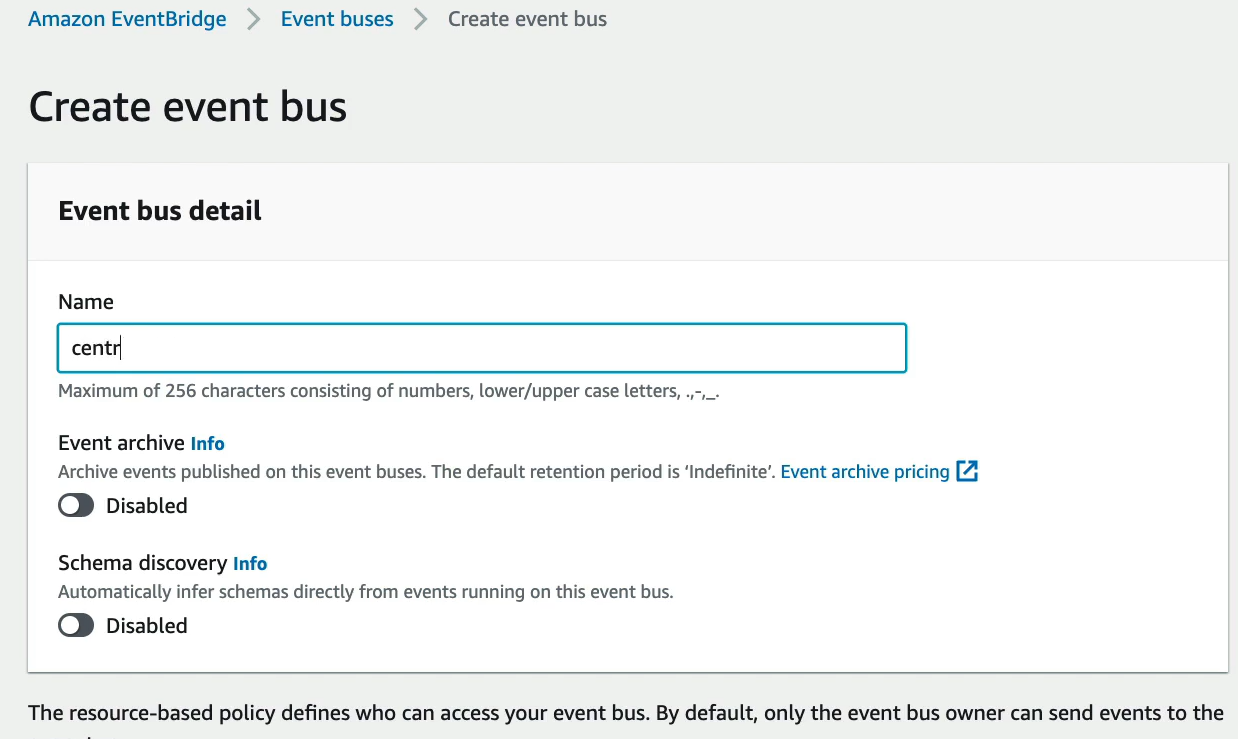 Amazon EventBridge > Event buses > Create event bus
Create event bus
Event bus detail
Name
centr
Maximum of 256 characters consisting of numbers, lower/upper case letters, .,-,_.
Event archive Info
Archive events published on this event buses. The default retention period is ‘Indefinite’. Event archive pricing
Disabled
Schema discovery Info
Automatically infer schemas directly from events running on this event bus.
Disabled
The resource-based policy defines who can access your event bus. By default, only the event bus owner can send events to the